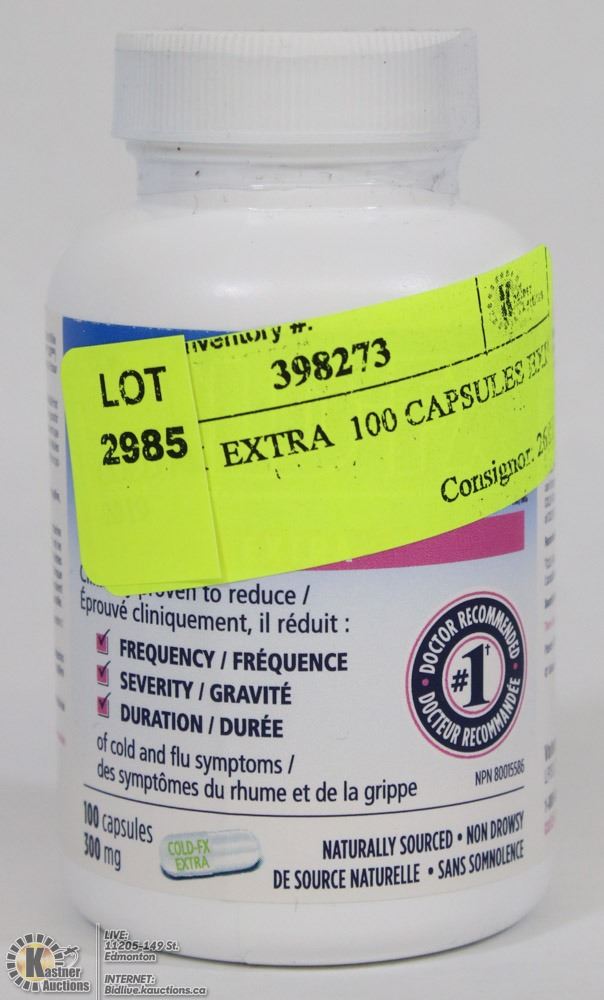 LOT
2985
398273
EXTRA 100 CAPSULES
Consignor:
proven to reduce /
Éprouvé cliniquement, il réduit :
FREQUENCY / FRÉQUENCE
SEVERITY / GRAVITÉ
DURATION / DURÉE
of cold and flu symptoms /
des symptômes du rhume et de la grippe
DOCTOR RECOMMENDED
#1†
DOCTEUR RECOMMANDÉE
NPN 80015586
100 capsules
300 mg
COLD-FX
EXTRA
NATURALLY SOURCED • NON DROWSY
DE SOURCE NATURELLE • SANS SOMNOLENCE
K
Kastner
Auctions
LIVE:
11205-149 St.
Edmonton
INTERNET:
Bidlive.kauctions.ca